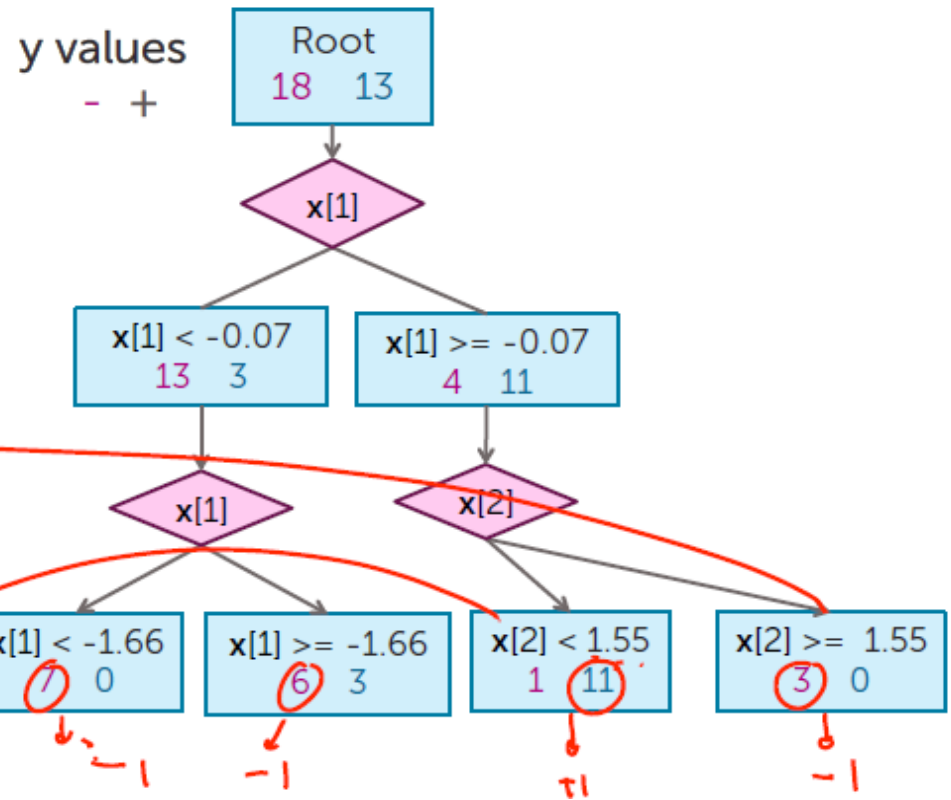 y values
- +
Root
18 13
x[1]
x[1] < -0.07
13 3
x[1] >= -0.07
4 11
x[1]
x[2]
x[1] < -1.66
7 0
x[1] >= -1.66
6 3
x[2] < 1.55
1 11
x[2] >= 1.55
3 0
-1
-1
+1
-1